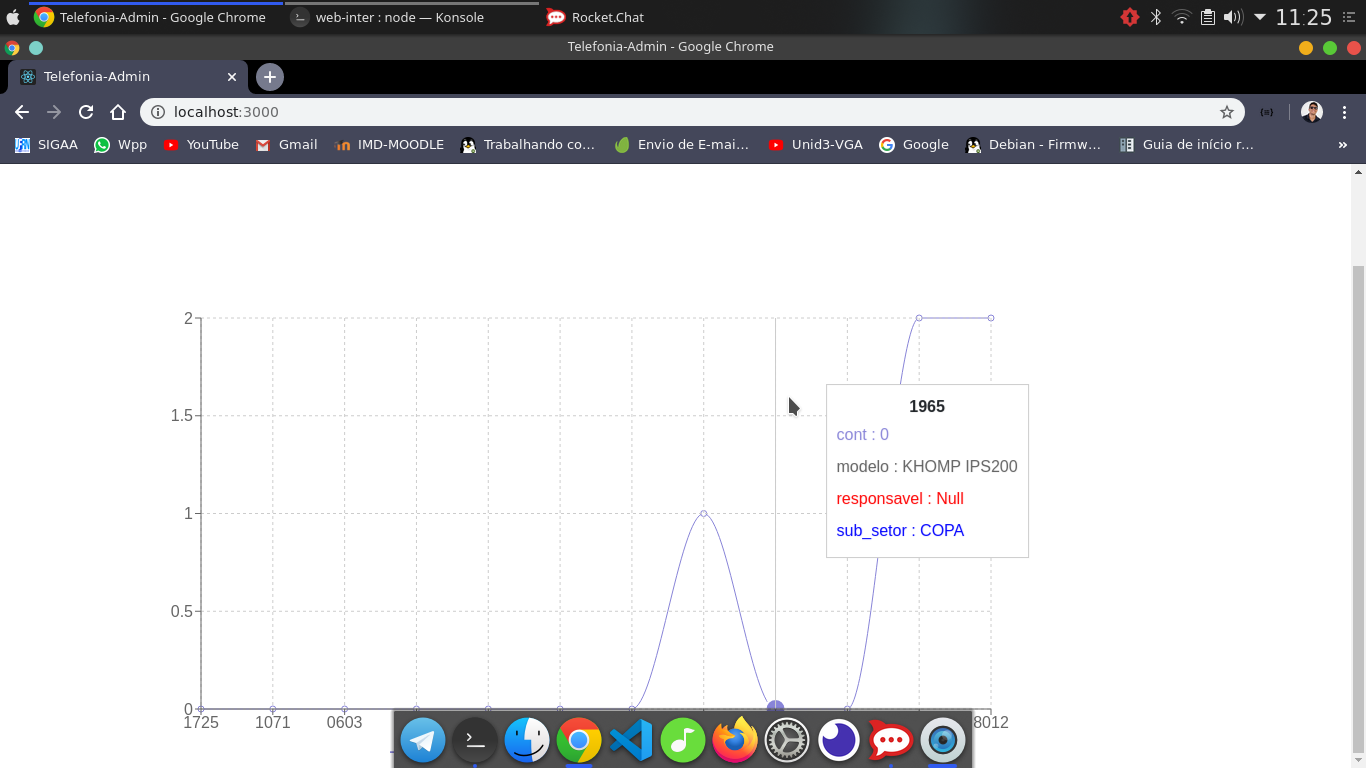 Telefonia-Admin - Google Chrome
web-inter : node — Konsole
Rocket.Chat
11:25
Telefonia-Admin - Google Chrome
Telefonia-Admin
localhost:3000
SIGAA
Wpp
YouTube
Gmail
IMD-MOODLE
Trabalhando co...
Envio de E-mai...
Unid3-VGA
Google
Debian - Firmw...
Guia de início r...
»
2
1.5
1
0.5
0
1965
cont : 0
modelo : KHOMP IPS200
responsavel : Null
sub_setor : COPA
1725
1071
0603
8012